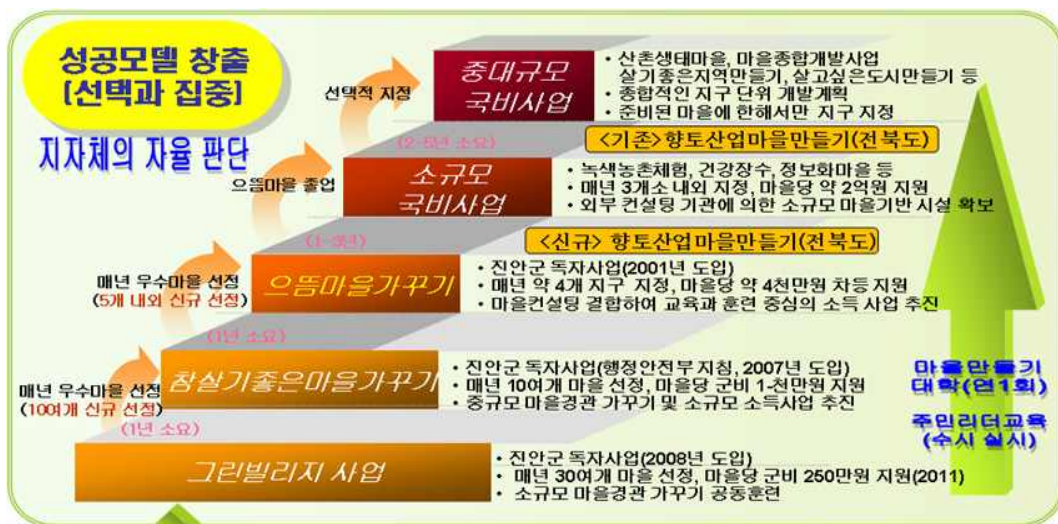 성공모델 창출
(선택과 집중)
지자체의 자율 판단
선택적 지정
중대규모
국비사업
• 산촌생태마을, 마을종합개발사업
살기좋은지역만들기, 살고싶은도시만들기 등
• 종합적인 지구 단위 개발계획
• 준비된 마을에 한해서만 지구 지정
<기존> 향토산업마을만들기(전북도)
으뜸마을 졸업
소규모
국비사업
• 녹색농촌체험, 건강장수, 정보화마을 등
• 매년 3개소 내외 지정, 마을당 약 2억원 지원
• 외부 컨설팅 기관에 의한 소규모 마을기반 시설 확보
<신규> 향토산업마을만들기(전북도)
매년 우수마을 선정
(5개 내외 신규 선정)
으뜸마을가꾸기
• 진안군 독자사업(2001년 도입)
• 매년 약 4개 지구 지정, 마을당 약 4천만원 차등 지원
• 마을컨설팅 결합하여 교육과 훈련 중심의 소득 사업 추진
(1년 소요)
매년 우수마을 선정
(10여개 신규 선정)
참살기좋은마을가꾸기
• 진안군 독자사업(행정안전부 지침, 2007년 도입)
• 매년 10여개 마을 선정, 마을당 군비 1-천만원 지원
• 중규모 마을경관 가꾸기 및 소규모 소득사업 추진
(1년 소요)
그린빌리지 사업
• 진안군 독자사업(2008년 도입)
• 매년 30여개 마을 선정, 마을당 군비 250만원 지원(2011)
• 소규모 마을경관 가꾸기 공동훈련
마을만들기
대학(연1회)
주민리더교육
(수시 실시)